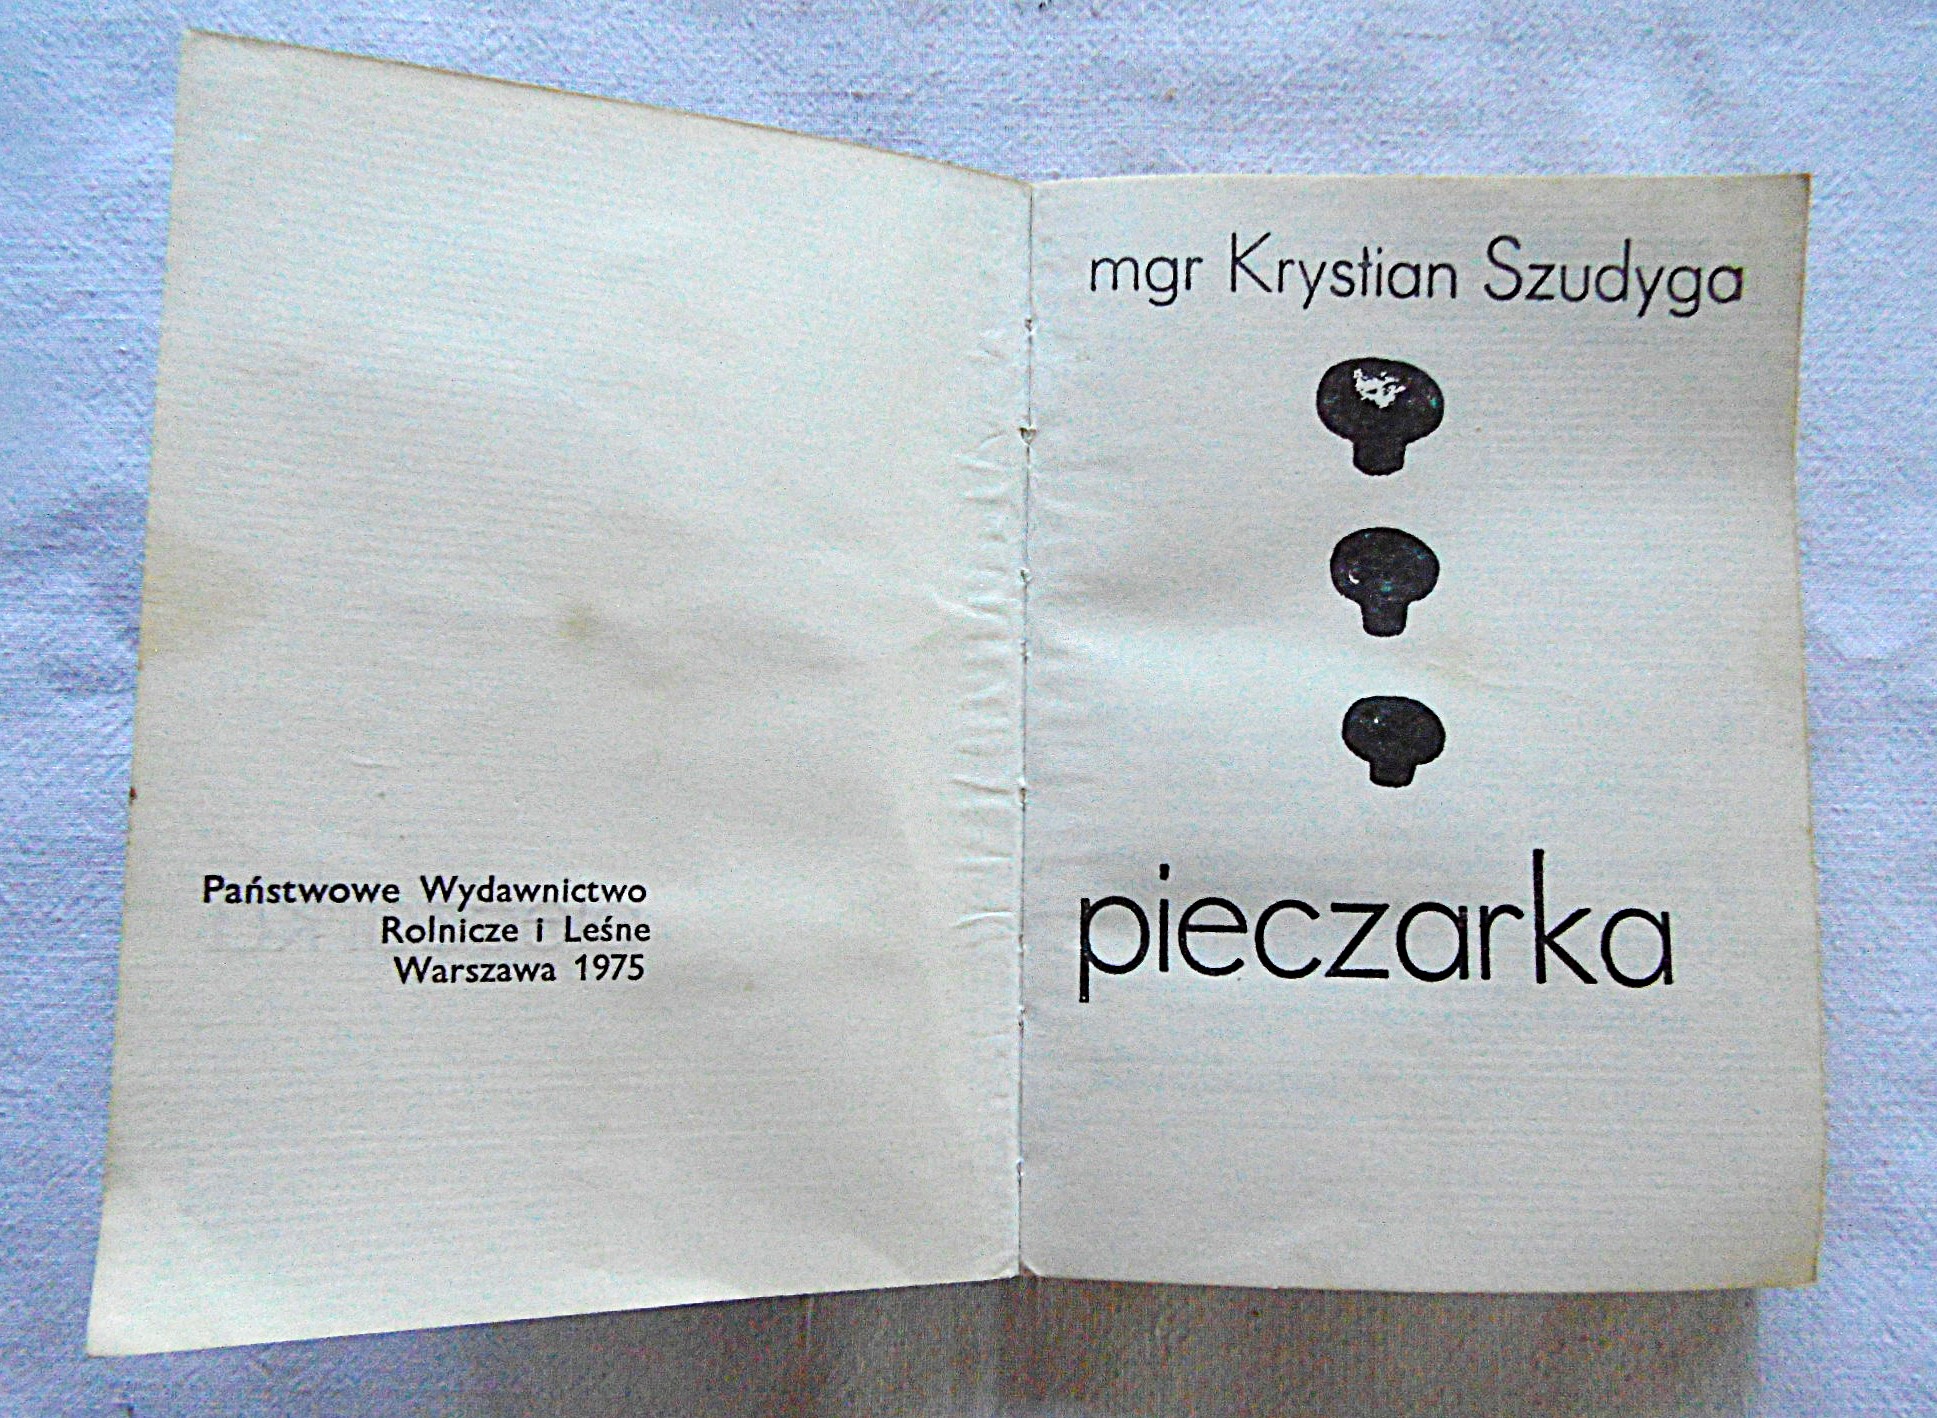 Państwowe Wydawnictwo
Rolnicze i Leśne
Warszawa 1975
mgr Krystian Szudyga
pieczarka